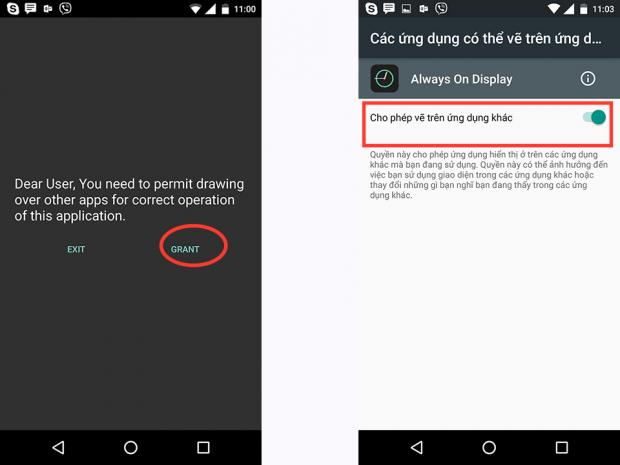 11:00
Dear User, You need to permit drawing
over other apps for correct operation
of this application.
EXIT GRANT
11:03
Các ứng dụng có thể vẽ trên ứng d...
Always On Display
Cho phép vẽ trên ứng dụng khác
Quyền này cho phép ứng dụng hiển thị ở trên các ứng dụng
khác mà bạn đang sử dụng. Quyền này có thể ảnh hưởng đến
việc bạn sử dụng giao diện trong các ứng dụng khác hoặc
thay đổi những gì bạn nghĩ bạn đang thấy trong các ứng
dụng khác.